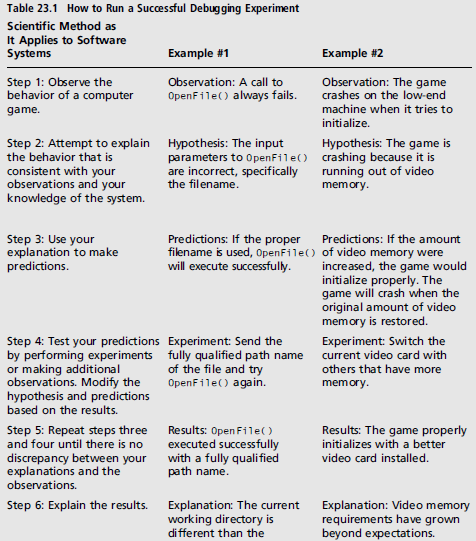 Table 23.1 How to Run a Successful Debugging Experiment
Scientific Method as
It Applies to Software
Systems
Example #1
Example #2
Step 1: Observe the
behavior of a computer
game.
Observation: A call to
OpenFile() always fails.
Observation: The game
crashes on the low-end
machine when it tries to
initialize.
Step 2: Attempt to explain
the behavior that is
consistent with your
observations and your
knowledge of the system.
Hypothesis: The input
parameters to OpenFile()
are incorrect, specifically
the filename.
Hypothesis: The game is
crashing because it is
running out of video
memory.
Step 3: Use your
explanation to make
predictions.
Predictions: If the proper
filename is used, OpenFile()
will execute successfully.
Predictions: If the amount
of video memory were
increased, the game would
initialize properly. The
game will crash when the
original amount of video
memory is restored.
Step 4: Test your predictions
by performing experiments
or making additional
observations. Modify the
hypothesis and predictions
based on the results.
Experiment: Send the
fully qualified path name
of the file and try
OpenFile() again.
Experiment: Switch the
current video card with
others that have more
memory.
Step 5: Repeat steps three
and four until there is no
discrepancy between your
explanations and the
observations.
Results: OpenFile()
executed successfully
with a fully qualified
path name.
Results: The game properly
initializes with a better
video card installed.
Step 6: Explain the results.
Explanation: The current
working directory is
different than the
Explanation: Video memory
requirements have grown
beyond expectations.